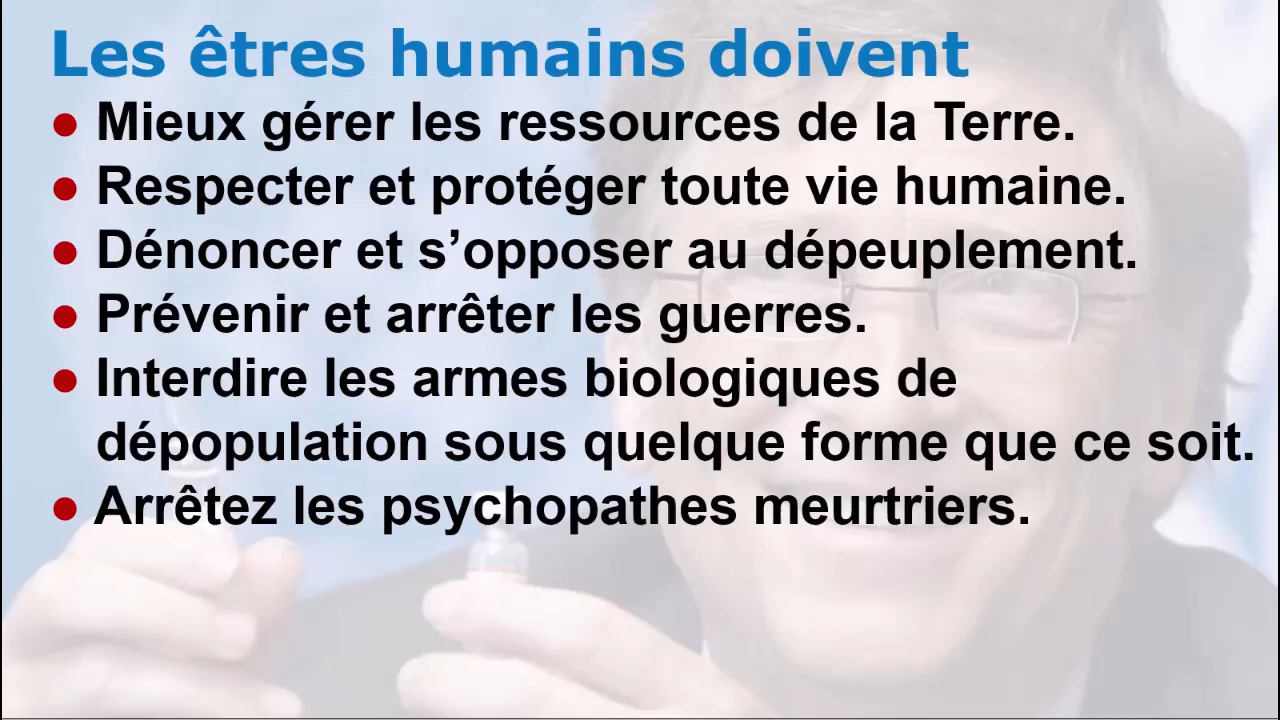 Les êtres humains doivent
● Mieux gérer les ressources de la Terre.
● Respecter et protéger toute vie humaine.
● Dénoncer et s’opposer au dépeuplement.
● Prévenir et arrêter les guerres.
● Interdire les armes biologiques de
dépopulation sous quelque forme que ce soit.
● Arrêtez les psychopathes meurtriers.